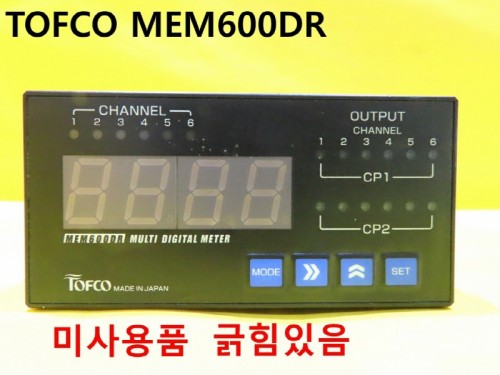 TOFCO MEM600DR
CHANNEL
1 2 3 4 5 6
OUTPUT
CHANNEL
1 2 3 4 5 6
CP1
CP2
MEM600DR MULTI DIGITAL METER
MODE SET
TOFCO MADE IN JAPAN
미사용품 긁힘있음